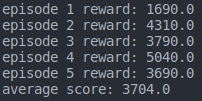 episode 1 reward: 1690.0
episode 2 reward: 4310.0
episode 3 reward: 3790.0
episode 4 reward: 5040.0
episode 5 reward: 3690.0
average score: 3704.0